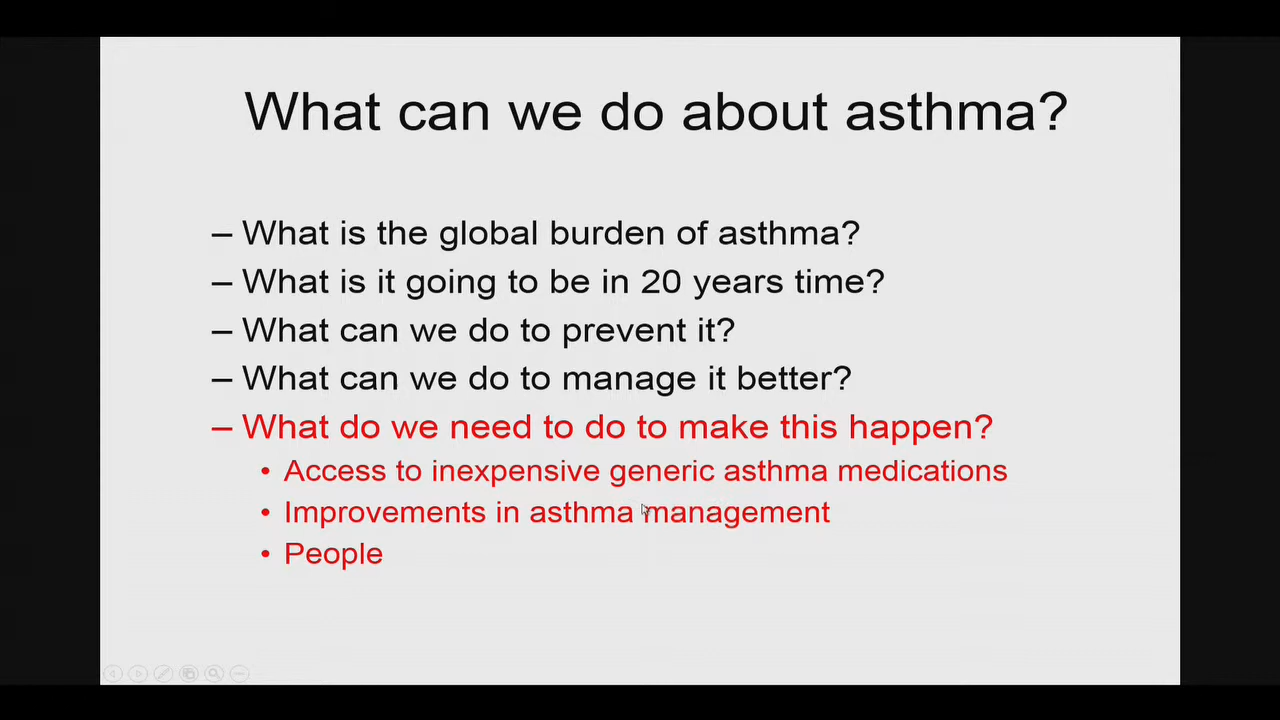 What can we do about asthma?
– What is the global burden of asthma?
– What is it going to be in 20 years time?
– What can we do to prevent it?
– What can we do to manage it better?
– What do we need to do to make this happen?
• Access to inexpensive generic asthma medications
• Improvements in asthma management
• People